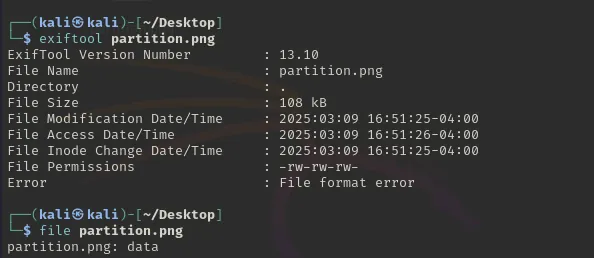 ┌──(kali㉿kali)-[~/Desktop]
└─$ exiftool partition.png
ExifTool Version Number         : 13.10
File Name                       : partition.png
Directory                       : .
File Size                       : 108 kB
File Modification Date/Time     : 2025:03:09 16:51:25-04:00
File Access Date/Time           : 2025:03:09 16:51:26-04:00
File Inode Change Date/Time     : 2025:03:09 16:51:25-04:00
File Permissions                : -rw-rw-rw-
Error                           : File format error
┌──(kali㉿kali)-[~/Desktop]
└─$ file partition.png
partition.png: data